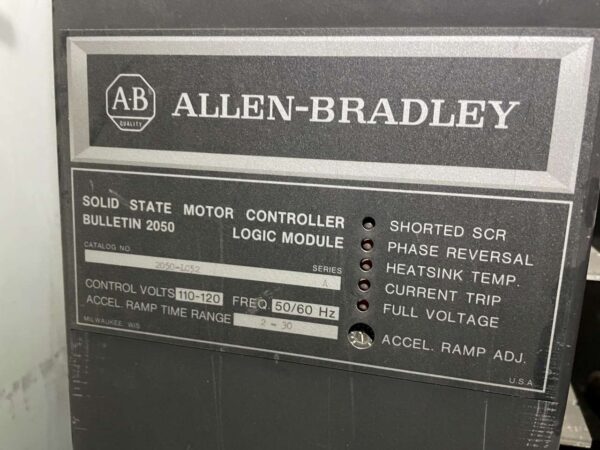 A-B
QUALITY
ALLEN-BRADLEY
SOLID STATE MOTOR CONTROLLER
BULLETIN 2050 LOGIC MODULE
CATALOG NO. SERIES
2050-LC52 A
CONTROL VOLTS 110-120 FREQ. 50/60 Hz
ACCEL. RAMP TIME RANGE 2 - 30
MILWAUKEE, WIS
SHORTED SCR
PHASE REVERSAL
HEATSINK TEMP.
CURRENT TRIP
FULL VOLTAGE
ACCEL. RAMP ADJ.
U.S.A.